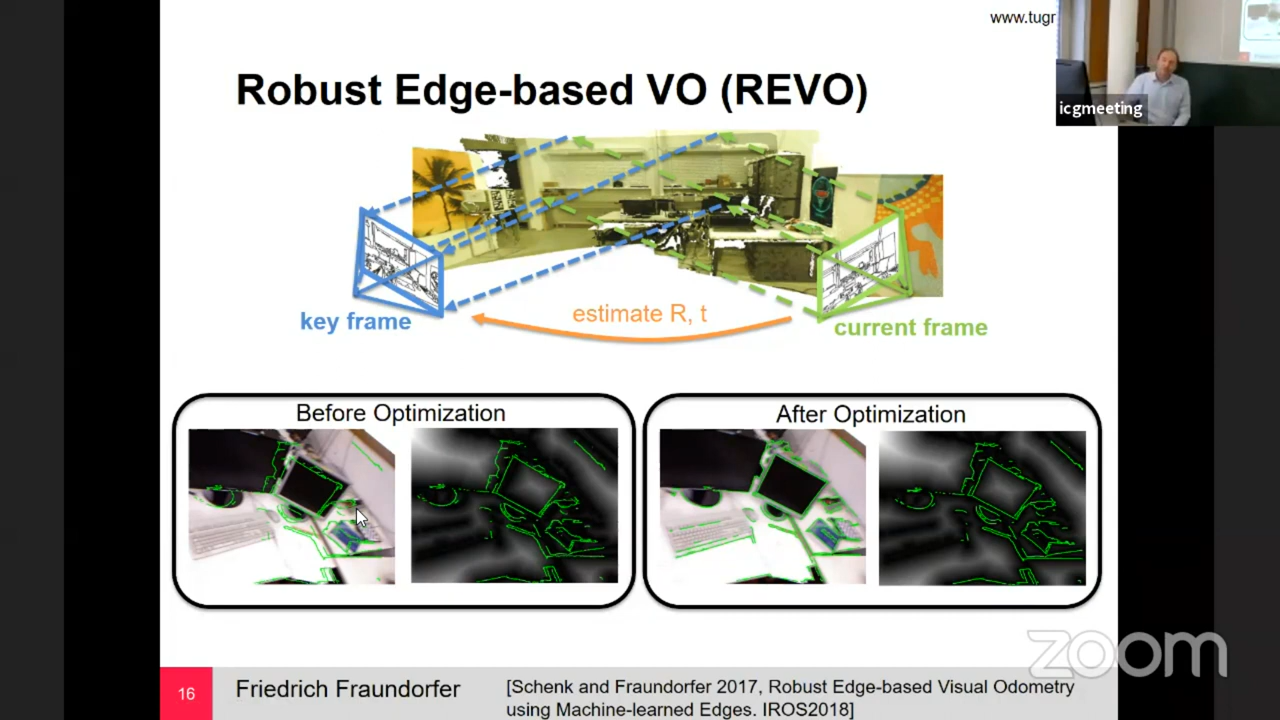 www.tugr
Robust Edge-based VO (REVO)
icgmeeting
key frame
estimate R, t
current frame
Before Optimization
After Optimization
zoom
16
Friedrich Fraundorfer
[Schenk and Fraundorfer 2017, Robust Edge-based Visual Odometry
using Machine-learned Edges. IROS2018]